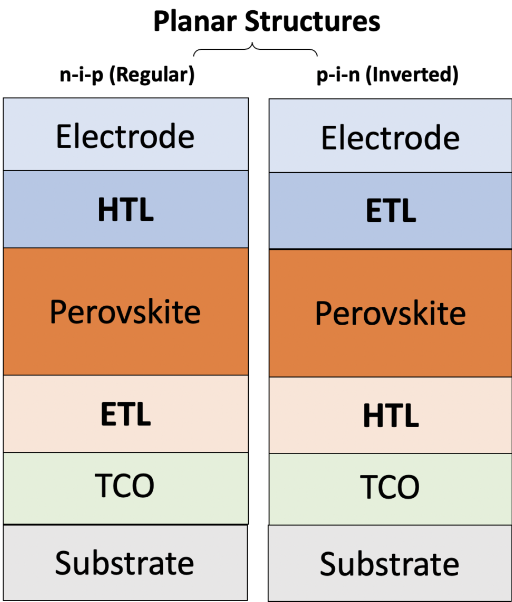 Planar Structures
n-i-p (Regular)
p-i-n (Inverted)
Electrode
HTL
Perovskite
ETL
TCO
Substrate
Electrode
ETL
Perovskite
HTL
TCO
Substrate